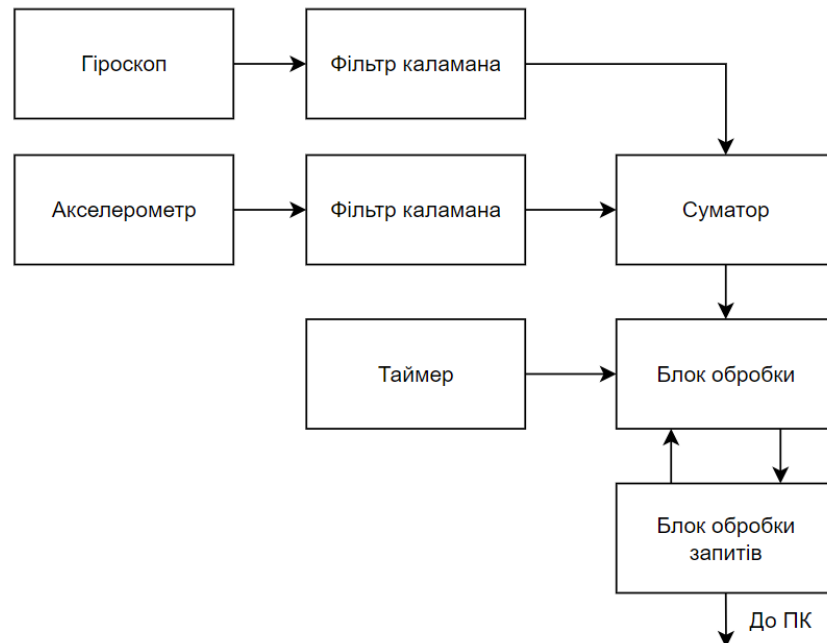 Гіроскоп
Фільтр каламана
Акселерометр
Фільтр каламана
Суматор
Таймер
Блок обробки
Блок обробки
запитів
До ПК